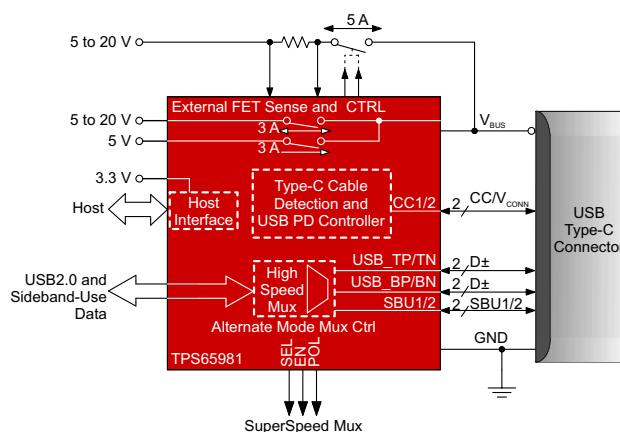 5 A
5 to 20 V
External FET Sense and CTRL
5 to 20 V
3 A
5 V
3 A
VBUS
3.3 V
Host
Host
Interface
Type-C Cable
Detection and
USB PD Controller
CC1/2
2
CC/VCONN
USB
Type-C
Connector
USB2.0 and
Sideband-Use
Data
High
Speed
Mux
USB_TP/TN
2
D±
USB_BP/BN
2
D±
SBU1/2
2
SBU1/2
Alternate Mode Mux Ctrl
GND
TPS65981
SEL
EN
POL
SuperSpeed Mux